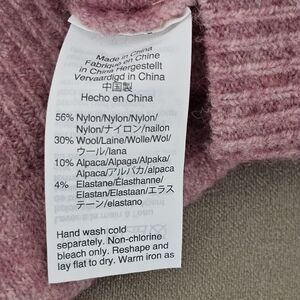 Made in China
Fabriqué en Chine
in China Hergestellt
Vervaardigd in China
中国製
Hecho en China
56% Nylon/Nylon/Nylon/
Nylon/ナイロン/nailon
30% Wool/Laine/Wolle/Wol/
ウール/lana
10% Alpaca/Alpaga/Alpaka/
Alpaca/アルパカ/alpaca
4% Elastane/Élasthanne/
Elastan/Elastaan/エラス
テーン/elastano
Hand wash cold
separately. Non-chlorine
bleach only. Reshape and
lay flat to dry. Warm iron as